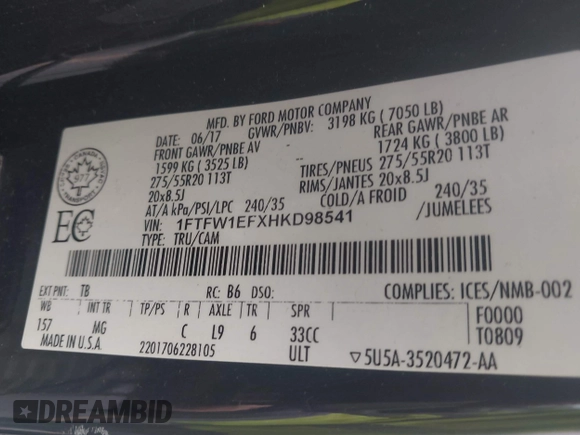 MFD. BY FORD MOTOR COMPANY
DATE: 06/17 GVWR/PNBV: 3198 KG ( 7050 LB)
FRONT GAWR/PNBE AV REAR GAWR/PNBE AR
1599 KG ( 3525 LB) 1724 KG ( 3800 LB)
275/55R20 113T TIRES/PNEUS 275/55R20 113T
20x8.5J RIMS/JANTES 20x8.5J
AT/A kPa/PSI/LPC 240/35 COLD/A FROID 240/35
VIN: 1FTFW1EFXHKD98541 /JUMELEES
TYPE: TRU/CAM
CANADA
977
TRANSPORT
EC
EXT PNT: TB RC: B6 DSO: COMPLIES: ICES/NMB-002
WB INT TR TP/PS R AXLE TR SPR F0000
157 MG C L9 6 33CC T0809
MADE IN U.S.A. 2201706228105 ULT ▽5U5A-3520472-AA
DREAMBID